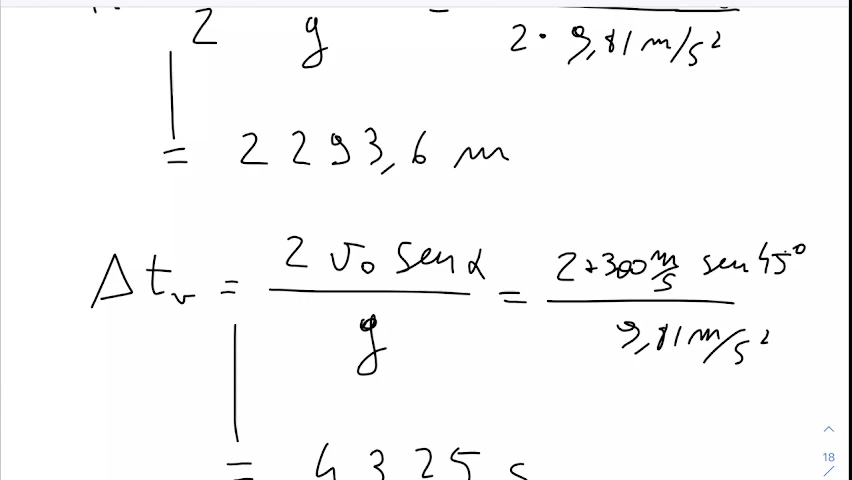 2 g = 2 · 9,81 m/s²
= 2293,6 m
Δtᵥ = 2 v₀ sen α / g = 2 * 300 m/s sen 45° / 9,81 m/s²
= 43 25 s
18